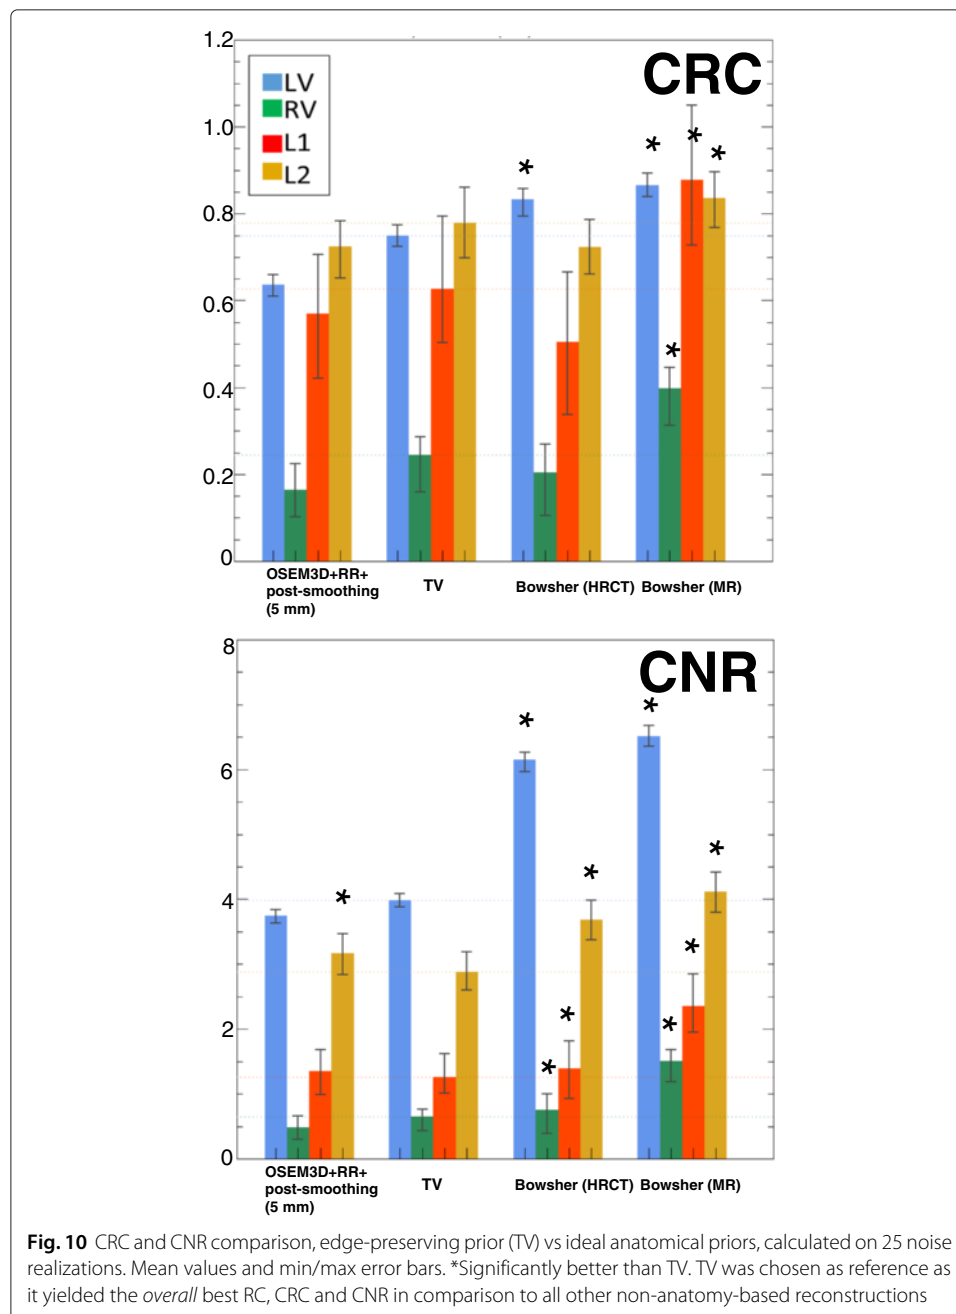 1.2
CRC
LV
RV
L1
L2
1.0
*
*
*
*
0.8
0.6
*
0.4
0.2
0
OSEM3D+RR+
post-smoothing
(5 mm)
TV
Bowsher (HRCT)
Bowsher (MR)
8
CNR
*
*
6
*
*
*
4
*
*
*
2
*
0
OSEM3D+RR+
post-smoothing
(5 mm)
TV
Bowsher (HRCT)
Bowsher (MR)
Fig. 10 CRC and CNR comparison, edge-preserving prior (TV) vs ideal anatomical priors, calculated on 25 noise
realizations. Mean values and min/max error bars. *Significantly better than TV. TV was chosen as reference as
it yielded the overall best RC, CRC and CNR in comparison to all other non-anatomy-based reconstructions